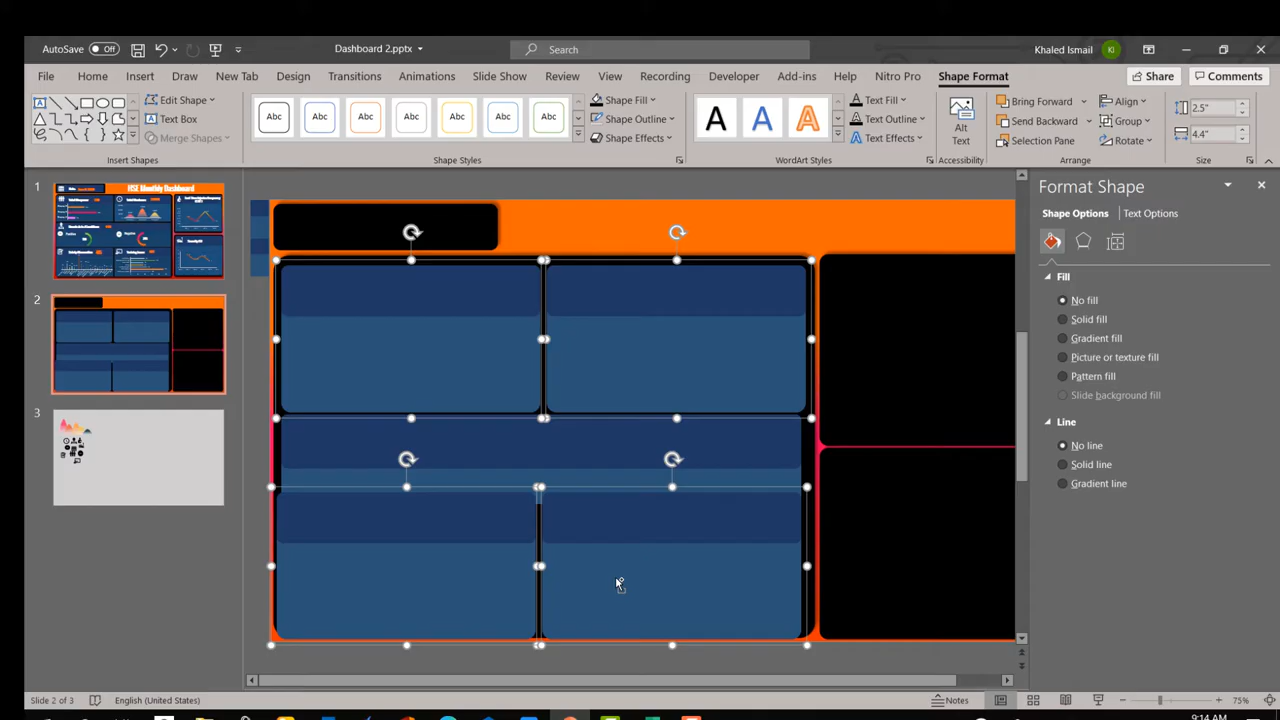 AutoSave Off Dashboard 2.pptx Search Khaled Ismail KI
File Home Insert Draw New Tab Design Transitions Animations Slide Show Review View Recording Developer Add-ins Help Nitro Pro Shape Format Share Comments
Edit Shape Shape Fill Text Fill Bring Forward Align 2.5"
Text Box Abc Abc Abc Abc Abc Abc Abc Shape Outline A A A Text Outline Alt Text Send Backward Group
Merge Shapes Shape Effects Text Effects Selection Pane Rotate 4.4"
Insert Shapes Shape Styles WordArt Styles Accessibility Arrange Size
Format Shape
Shape Options Text Options
Fill
No fill
Solid fill
Gradient fill
Picture or texture fill
Pattern fill
Slide background fill
Line
No line
Solid line
Gradient line
1
HSE Monthly Dashboard
2
3
Slide 2 of 3 English (United States) Notes 75%
9:14 AM